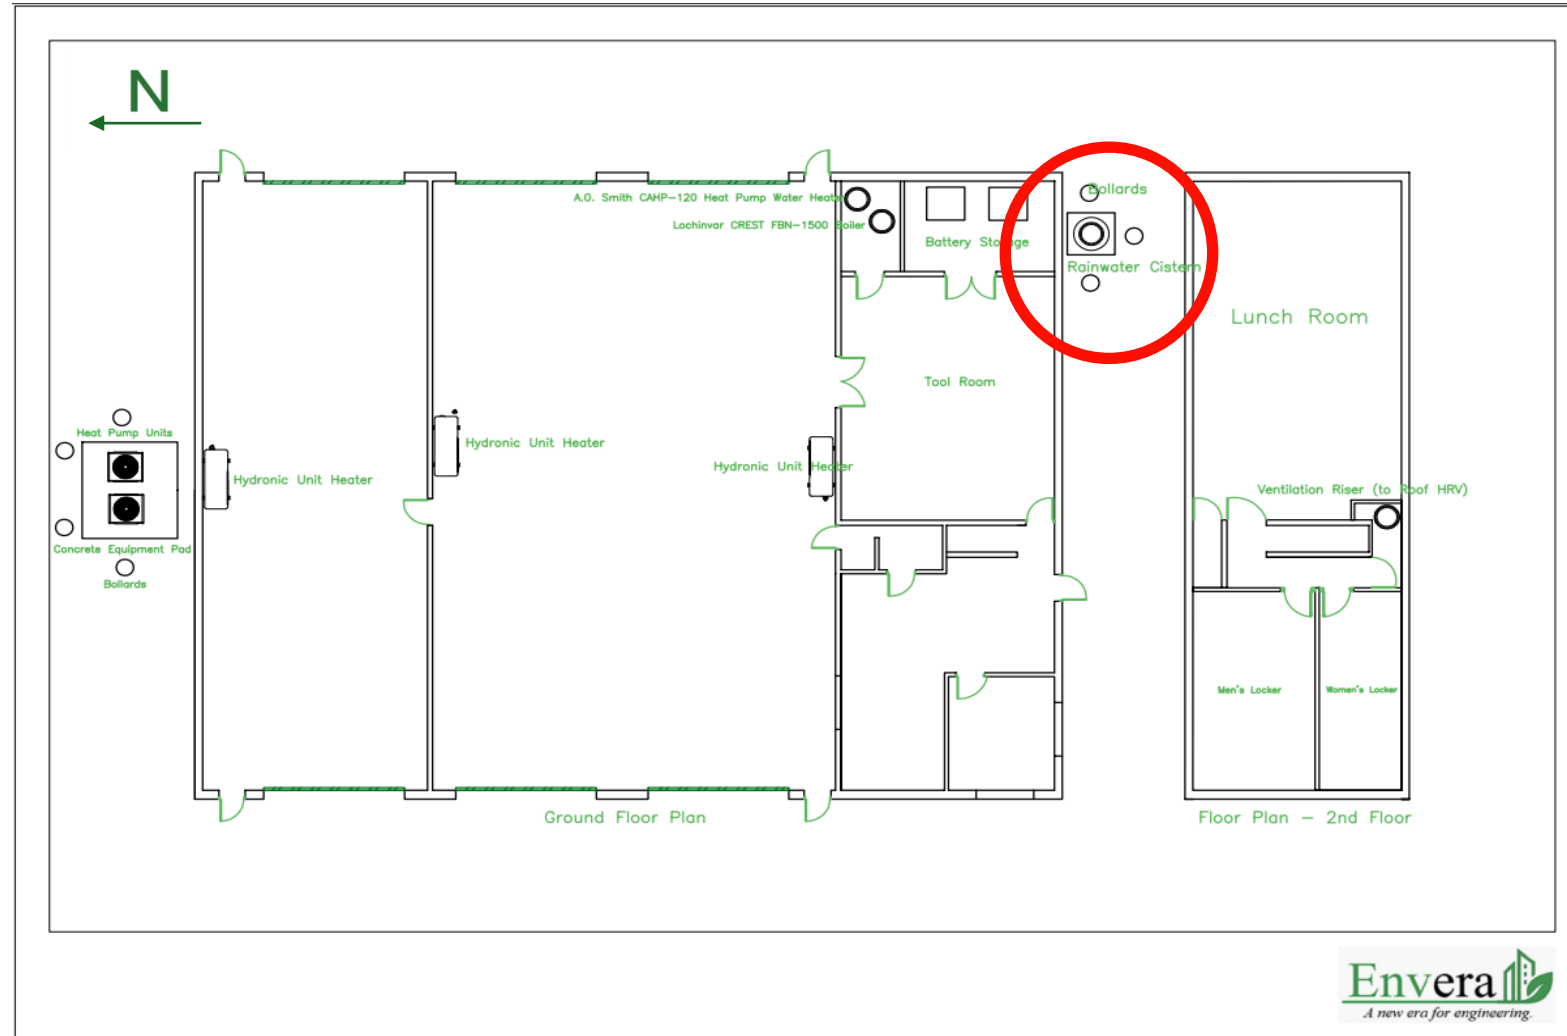 N
Bollards
A.O. Smith CAHP-120 Heat Pump Water Heater
Lochinvar CREST FBN-1500 Boiler
Battery Storage
Rainwater Cistern
Lunch Room
Tool Room
Heat Pump Units
Hydronic Unit Heater
Hydronic Unit Heater
Hydronic Unit Heater
Ventilation Riser (to Roof HRV)
Concrete Equipment Pad
Bollards
Men's Locker
Women's Locker
Ground Floor Plan
Floor Plan - 2nd Floor
Envera
A new era for engineering.